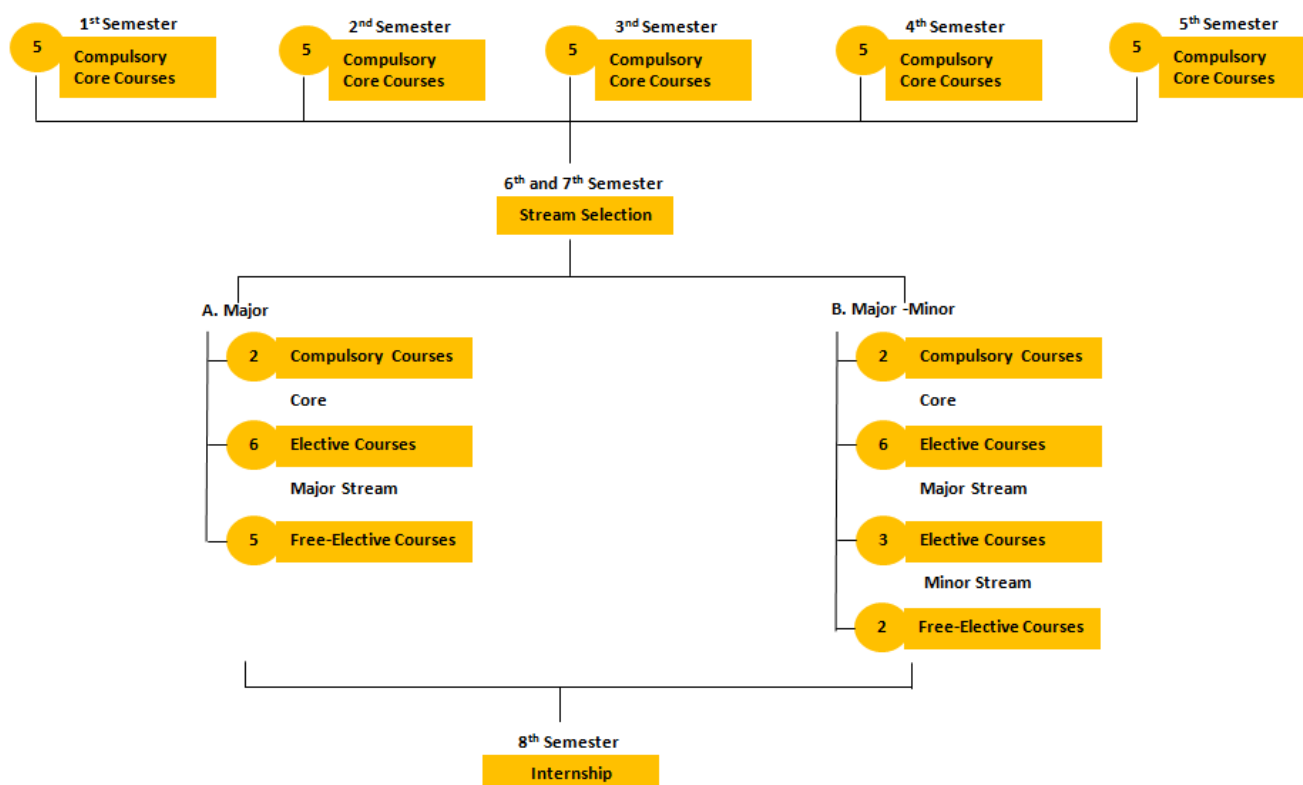 1st Semester
5
Compulsory
Core Courses
2nd Semester
5
Compulsory
Core Courses
3rd Semester
5
Compulsory
Core Courses
4th Semester
5
Compulsory
Core Courses
5th Semester
5
Compulsory
Core Courses
6th and 7th Semester
Stream Selection
A. Major
2 Compulsory Courses
Core
6 Elective Courses
Major Stream
5 Free-Elective Courses
B. Major -Minor
2 Compulsory Courses
Core
6 Elective Courses
Major Stream
3 Elective Courses
Minor Stream
2 Free-Elective Courses
8th Semester
Internship